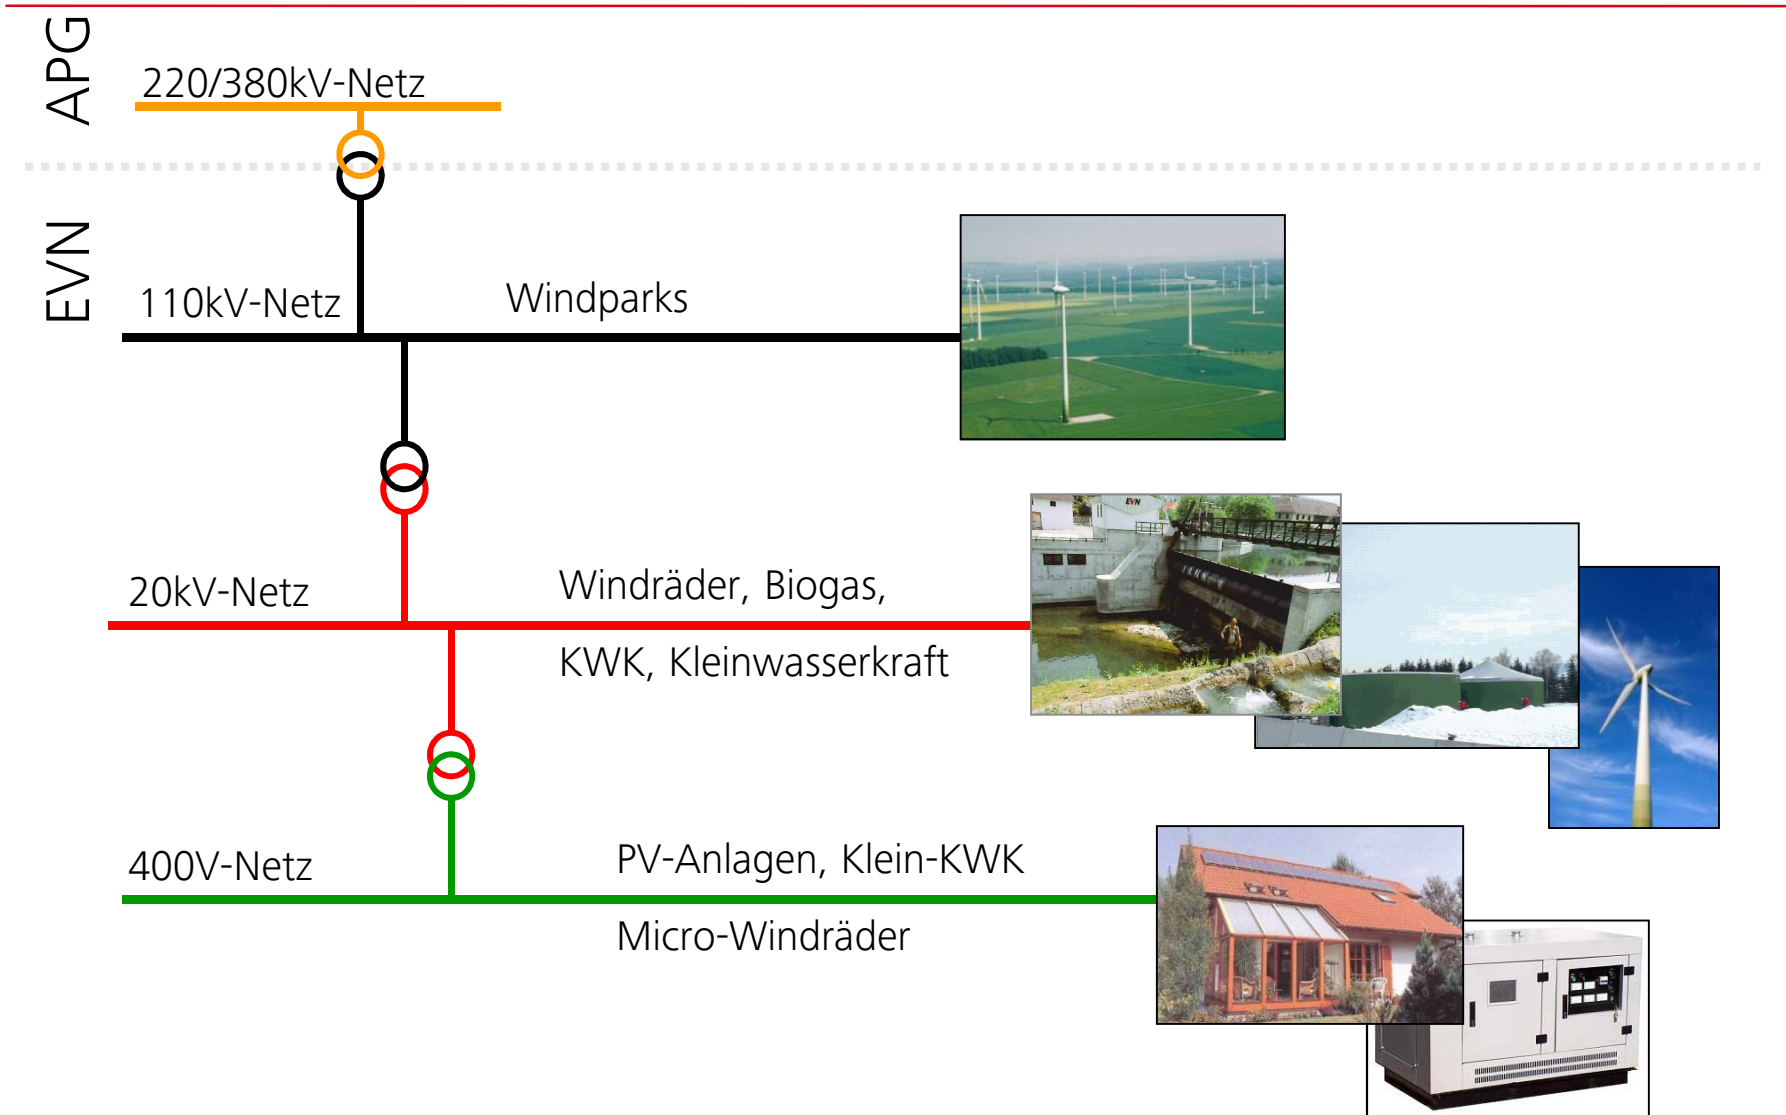 APG
220/380kV-Netz
EVN
110kV-Netz
Windparks
EVN
20kV-Netz
Windräder, Biogas,
KWK, Kleinwasserkraft
400V-Netz
PV-Anlagen, Klein-KWK
Micro-Windräder